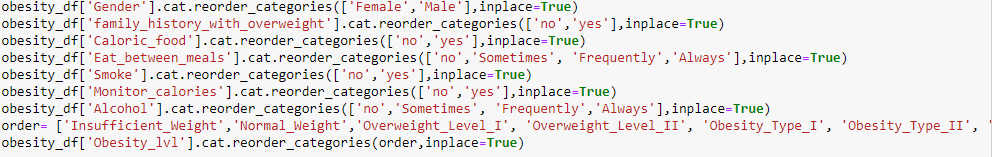 obesity_df['Gender'].cat.reorder_categories(['Female','Male'],inplace=True)
obesity_df['family_history_with_overweight'].cat.reorder_categories(['no','yes'],inplace=True)
obesity_df['Caloric_food'].cat.reorder_categories(['no','yes'],inplace=True)
obesity_df['Eat_between_meals'].cat.reorder_categories(['no','Sometimes', 'Frequently','Always'],inplace=True)
obesity_df['Smoke'].cat.reorder_categories(['no','yes'],inplace=True)
obesity_df['Monitor_calories'].cat.reorder_categories(['no','yes'],inplace=True)
obesity_df['Alcohol'].cat.reorder_categories(['no','Sometimes', 'Frequently','Always'],inplace=True)
order= ['Insufficient_Weight','Normal_Weight','Overweight_Level_I', 'Overweight_Level_II', 'Obesity_Type_I', 'Obesity_Type_II', '
obesity_df['Obesity_lvl'].cat.reorder_categories(order,inplace=True)